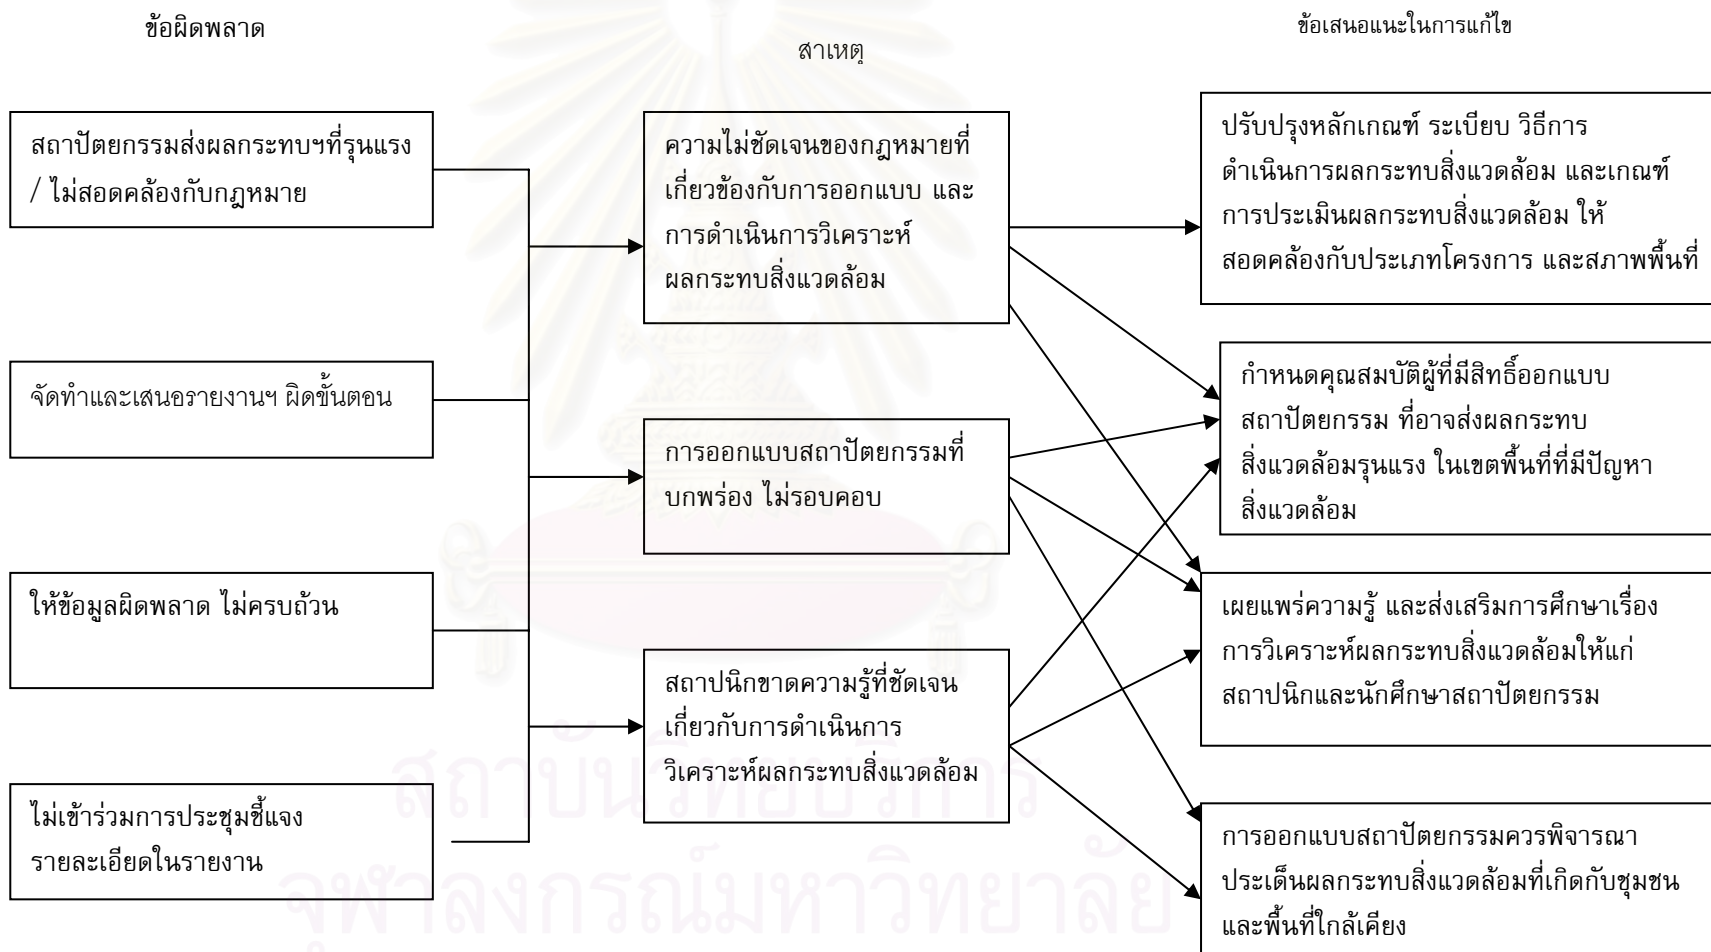 ข้อผิดพลาด
สาเหตุ
ข้อเสนอแนะในการแก้ไข
สถาปัตยกรรมส่งผลกระทบฯที่รุนแรง
/ ไม่สอดคล้องกับกฎหมาย
จัดทำและเสนอรายงานฯ ผิดขั้นตอน
ให้ข้อมูลผิดพลาด ไม่ครบถ้วน
ไม่เข้าร่วมการประชุมชี้แจง
รายละเอียดในรายงาน
ความไม่ชัดเจนของกฎหมายที่
เกี่ยวข้องกับการออกแบบ และ
การดำเนินการวิเคราะห์
ผลกระทบสิ่งแวดล้อม
การออกแบบสถาปัตยกรรมที่
บกพร่อง ไม่รอบคอบ
สถาปนิกขาดความรู้ที่ชัดเจน
เกี่ยวกับการดำเนินการ
วิเคราะห์ผลกระทบสิ่งแวดล้อม
ปรับปรุงหลักเกณฑ์ ระเบียบ วิธีการ
ดำเนินการผลกระทบสิ่งแวดล้อม และเกณฑ์
การประเมินผลกระทบสิ่งแวดล้อม ให้
สอดคล้องกับประเภทโครงการ และสภาพพื้นที่
กำหนดคุณสมบัติผู้ที่มีสิทธิ์ออกแบบ
สถาปัตยกรรม ที่อาจส่งผลกระทบ
สิ่งแวดล้อมรุนแรง ในเขตพื้นที่ที่มีปัญหา
สิ่งแวดล้อม
เผยแพร่ความรู้ และส่งเสริมการศึกษาเรื่อง
การวิเคราะห์ผลกระทบสิ่งแวดล้อมให้แก่
สถาปนิกและนักศึกษาสถาปัตยกรรม
การออกแบบสถาปัตยกรรมควรพิจารณา
ประเด็นผลกระทบสิ่งแวดล้อมที่เกิดกับชุมชน
และพื้นที่ใกล้เคียง
สถาบันวิทยบริการ
จุฬาลงกรณ์มหาวิทยาลัย